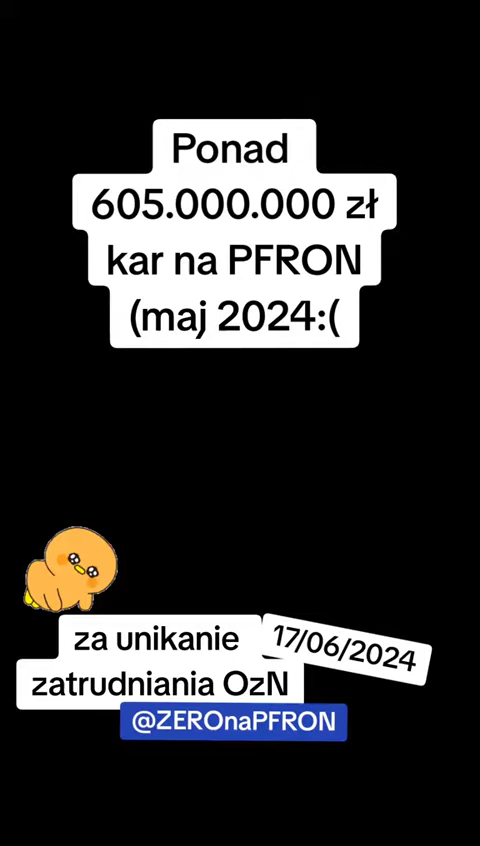 Ponad
605.000.000 zł
kar na PFRON
(maj 2024:(
za unikanie
zatrudniania OzN
17/06/2024
@ZEROnaPFRON